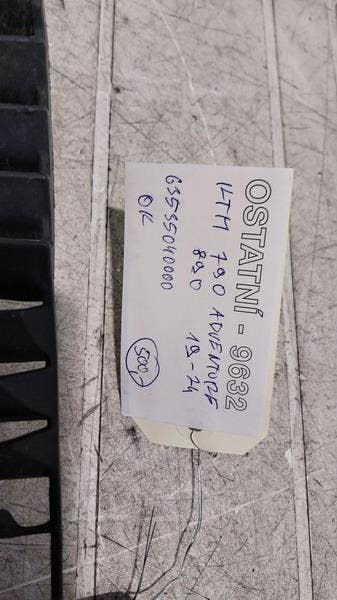 OSTATNÍ - 9632
KTM 790 ADVENTURE
890 19-24
63535040000
OK
500,-